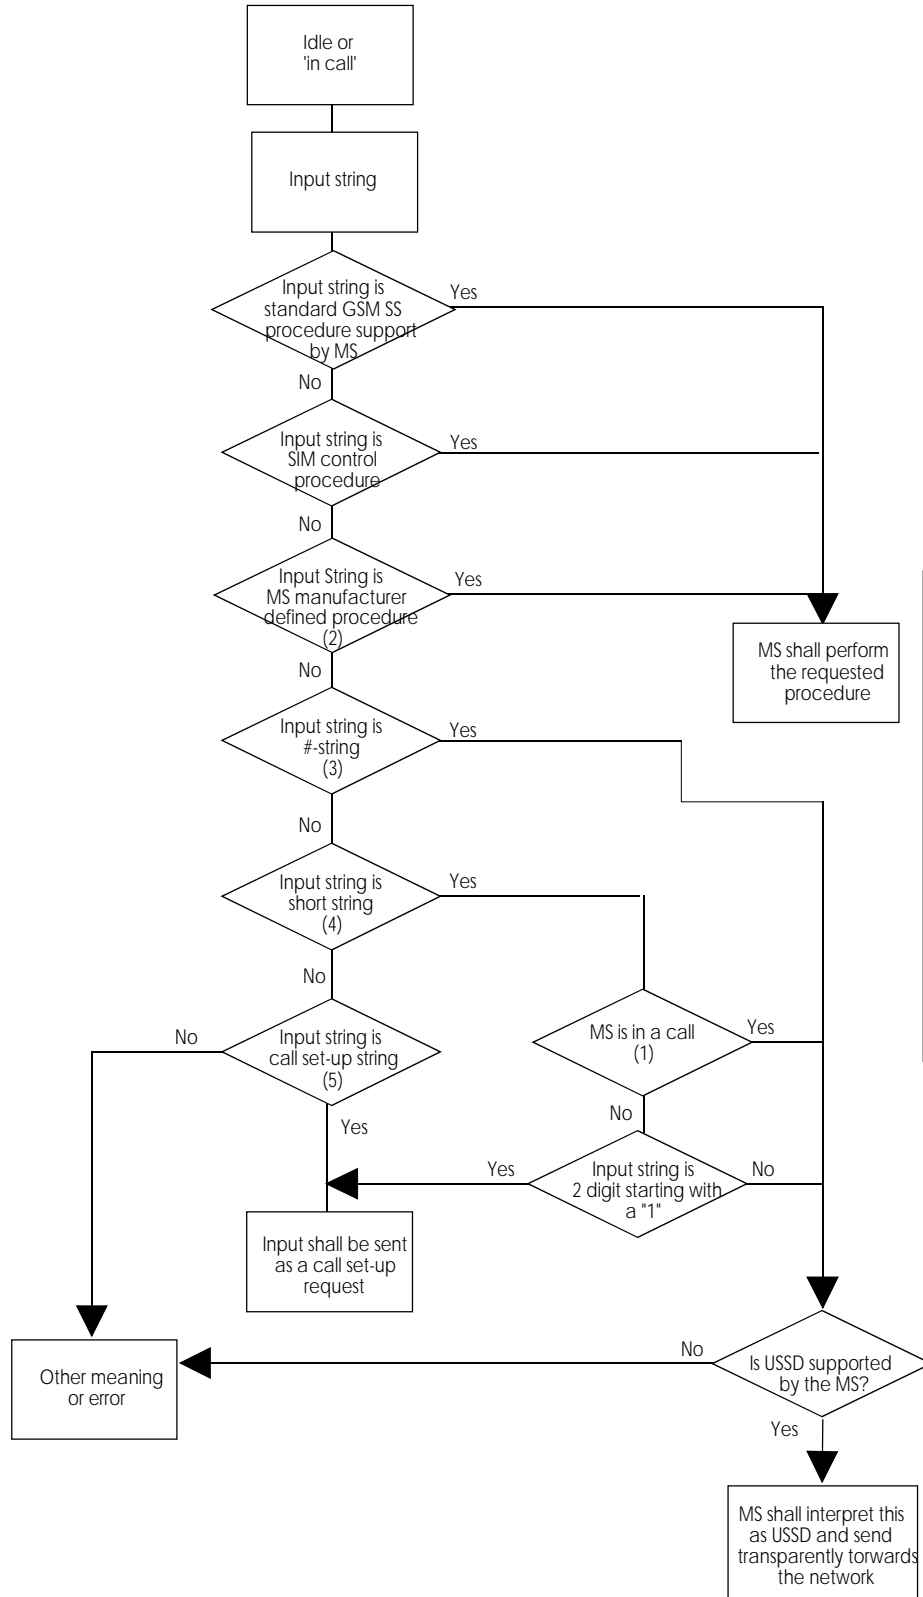 Idle or
'in call'
Input string
Input string is
standard GSM SS
procedure support
by MS
Yes
No
Input string is
SIM control
procedure
Yes
No
Input String is
MS manufacturer
defined procedure
(2)
Yes
No
MS shall perform
the requested
procedure
Input string is
#-string
(3)
Yes
No
Input string is
short string
(4)
Yes
No
Input string is
call set-up string
(5)
No
Yes
MS is in a call
(1)
Yes
No
Input string is
2 digit starting with
a "1"
Yes
No
Input shall be sent
as a call set-up
request
Other meaning
or error
Is USSD supported
by the MS?
No
Yes
MS shall interpret this
as USSD and send
transparently torwards
the network